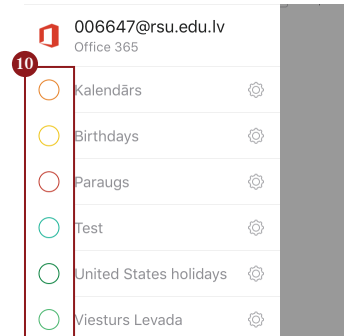 006647@rsu.edu.lv
Office 365
10
Kalendārs
Birthdays
Paraugs
Test
United States holidays
Viesturs Levada